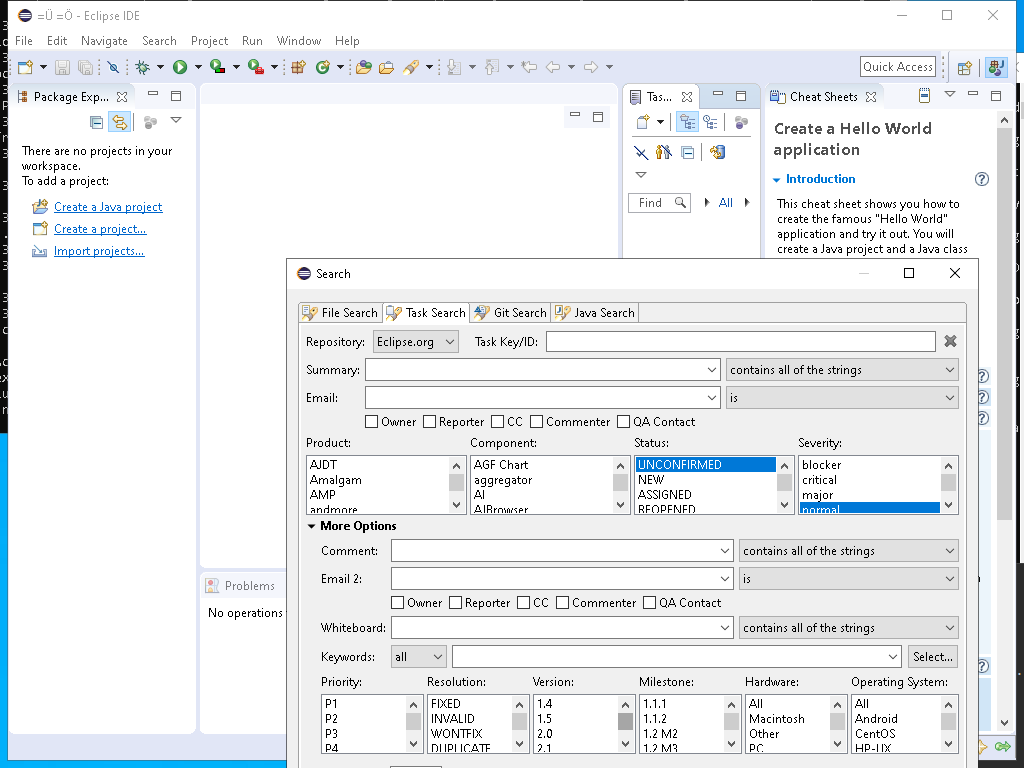 =Ü =Ö - Eclipse IDE
File Edit Navigate Search Project Run Window Help
Quick Access
Package Exp...
There are no projects in your
workspace.
To add a project:
Create a Java project
Create a project...
Import projects...
Tas...
Find
All
Cheat Sheets
Create a Hello World
application
Introduction
This cheat sheet shows you how to
create the famous "Hello World"
application and try it out. You will
create a Java project and a Java class
Problems
No operations
Search
File Search Task Search Git Search Java Search
Repository: Eclipse.org Task Key/ID:
Summary: contains all of the strings
Email: is
Owner Reporter CC Commenter QA Contact
Product: Component: Status: Severity:
AJDT AGF Chart UNCONFIRMED blocker
Amalgam aggregator NEW critical
AMP AI ASSIGNED major
andmore AIBrowser REOPENED normal
More Options
Comment: contains all of the strings
Email 2: is
Owner Reporter CC Commenter QA Contact
Whiteboard: contains all of the strings
Keywords: all Select...
Priority: Resolution: Version: Milestone: Hardware: Operating System:
P1 FIXED 1.4 1.1.1 All All
P2 INVALID 1.5 1.1.2 Macintosh Android
P3 WONTFIX 2.0 1.2 M2 Other CentOS
P4 DUPLICATE 2.1 1.2 M3 PC HP-UX